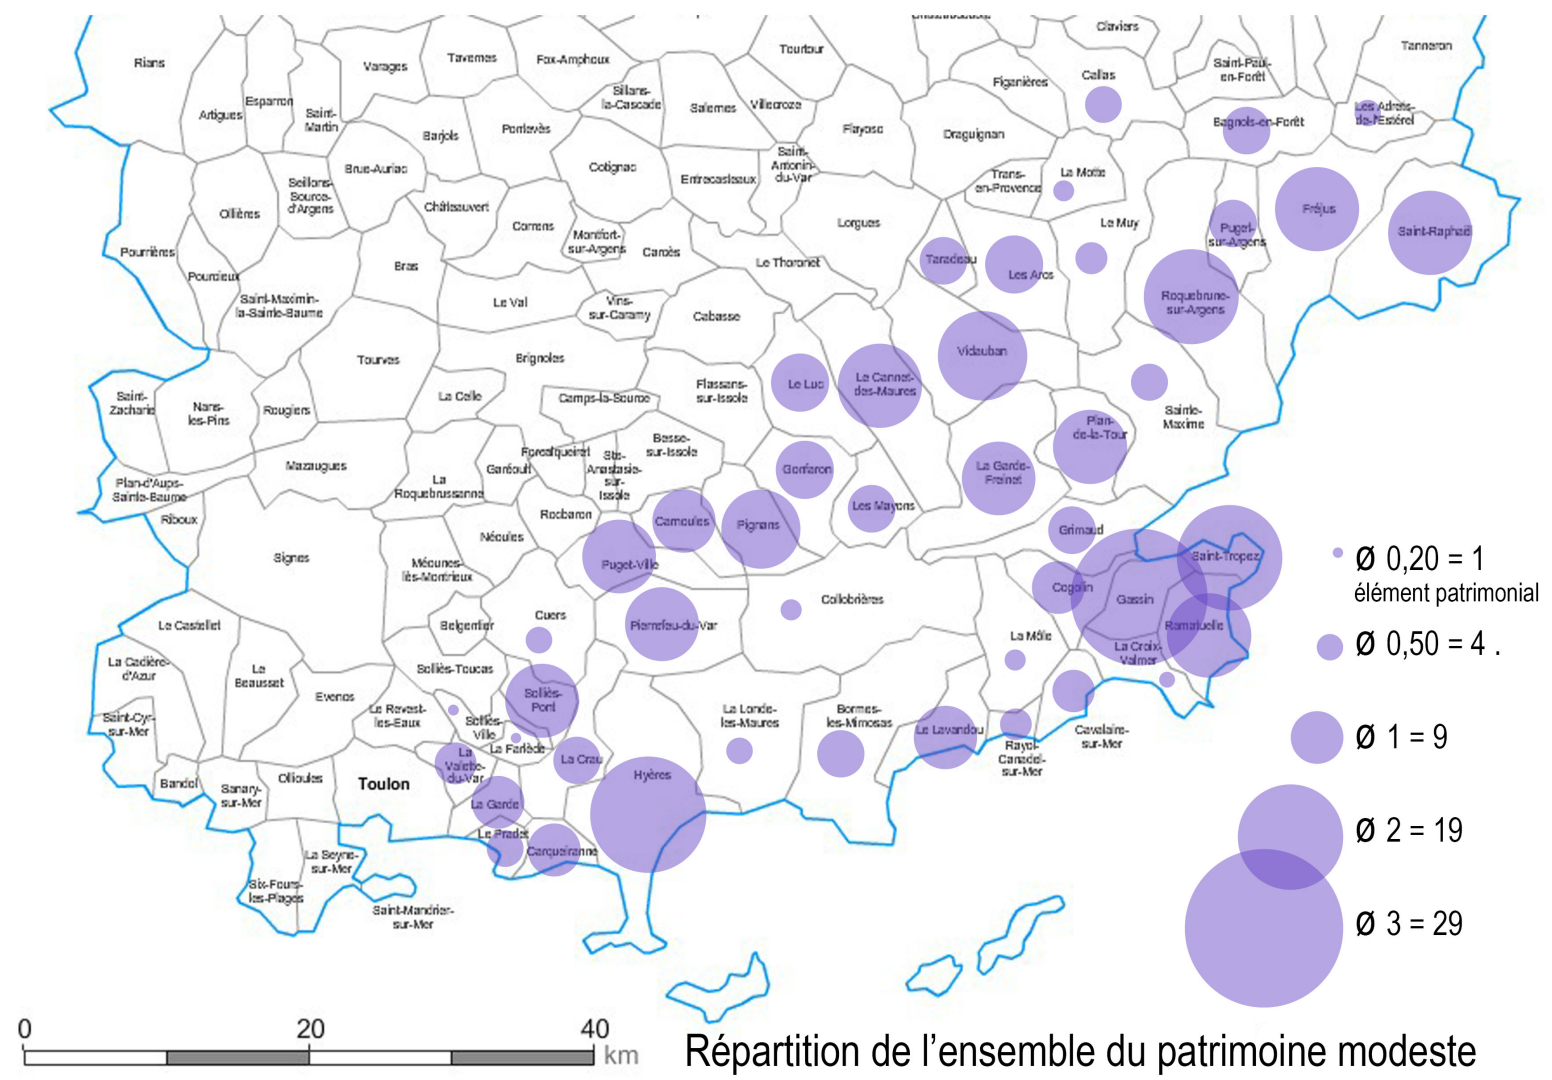 Claviers
Tanneron
Tourtour
Rians
Varages
Tavernes
Fox-Amphoux
Saint-Paul-
en-Forêt
Figanières
Callas
Artigues
Esparron
Saint-
Martin
Sillans-
la-Cascade
Salernes
Villecroze
Les Adrets-
de-l'Estérel
Bagnols-en-Forêt
Barjols
Pontevès
Flayosc
Draguignan
Brue-Auriac
Cotignac
Saint-
Antonin-
du-Var
Entrecasteaux
Trans-
en-Provence
La Motte
Seillons-
Source-
d'Argens
Ollières
Châteauvert
Correns
Montfort-
sur-Argens
Lorgues
Le Muy
Puget-
sur-Argens
Fréjus
Saint-Raphaël
Pourrières
Pourcieux
Bras
Carcès
Le Thoronet
Taradeau
Les Arcs
Saint-Maximin-
la-Sainte-Baume
Le Val
Vins-
sur-Caramy
Cabasse
Roquebrune-
sur-Argens
Tourves
Brignoles
Vidauban
Saint-
Zacharie
Nans-
les-Pins
Rougiers
La Celle
Camps-la-Source
Flassans-
sur-Issole
Le Luc
Le Cannet-
des-Maures
Sainte-
Maxime
Plan-
de-la-Tour
Mazaugues
Forcalqueiret
Garéoult
Ste-
Anastasie-
sur-
Issole
Besse-
sur-Issole
Gonfaron
La Garde-
Freinet
Plan-d'Aups-
Sainte-Baume
La
Roquebrussanne
Riboux
Rocbaron
Carnoules
Pignans
Les Mayons
Grimaud
Signes
Néoules
Méounes-
lès-Montrieux
Puget-Ville
Saint-Tropez
Ø 0,20 = 1
élément patrimonial
Cogolin
Gassin
Collobrières
Le Castellet
Belgentier
Cuers
Pierrefeu-du-Var
Ramatuelle
La Môle
La Croix-
Valmer
Ø 0,50 = 4 .
La Cadière-
d'Azur
Le
Beausset
Evenos
Solliès-Toucas
Solliès-
Pont
Saint-Cyr-
sur-Mer
Le Revest-
les-Eaux
Solliès-
Ville
La Farlède
La Londe-
les-Maures
Bormes-
les-Mimosas
Le Lavandou
Rayol-
Canadel-
sur-Mer
Cavalaire-
sur-Mer
Ø 1 = 9
Bandol
Sanary-
sur-Mer
Ollioules
Toulon
La
Valette-
du-Var
La Crau
Hyères
La Garde
Le Pradet
Carqueiranne
Ø 2 = 19
La Seyne-
sur-Mer
Six-Fours-
les-Plages
Saint-Mandrier-
sur-Mer
Ø 3 = 29
0 20 40
km
Répartition de l'ensemble du patrimoine modeste